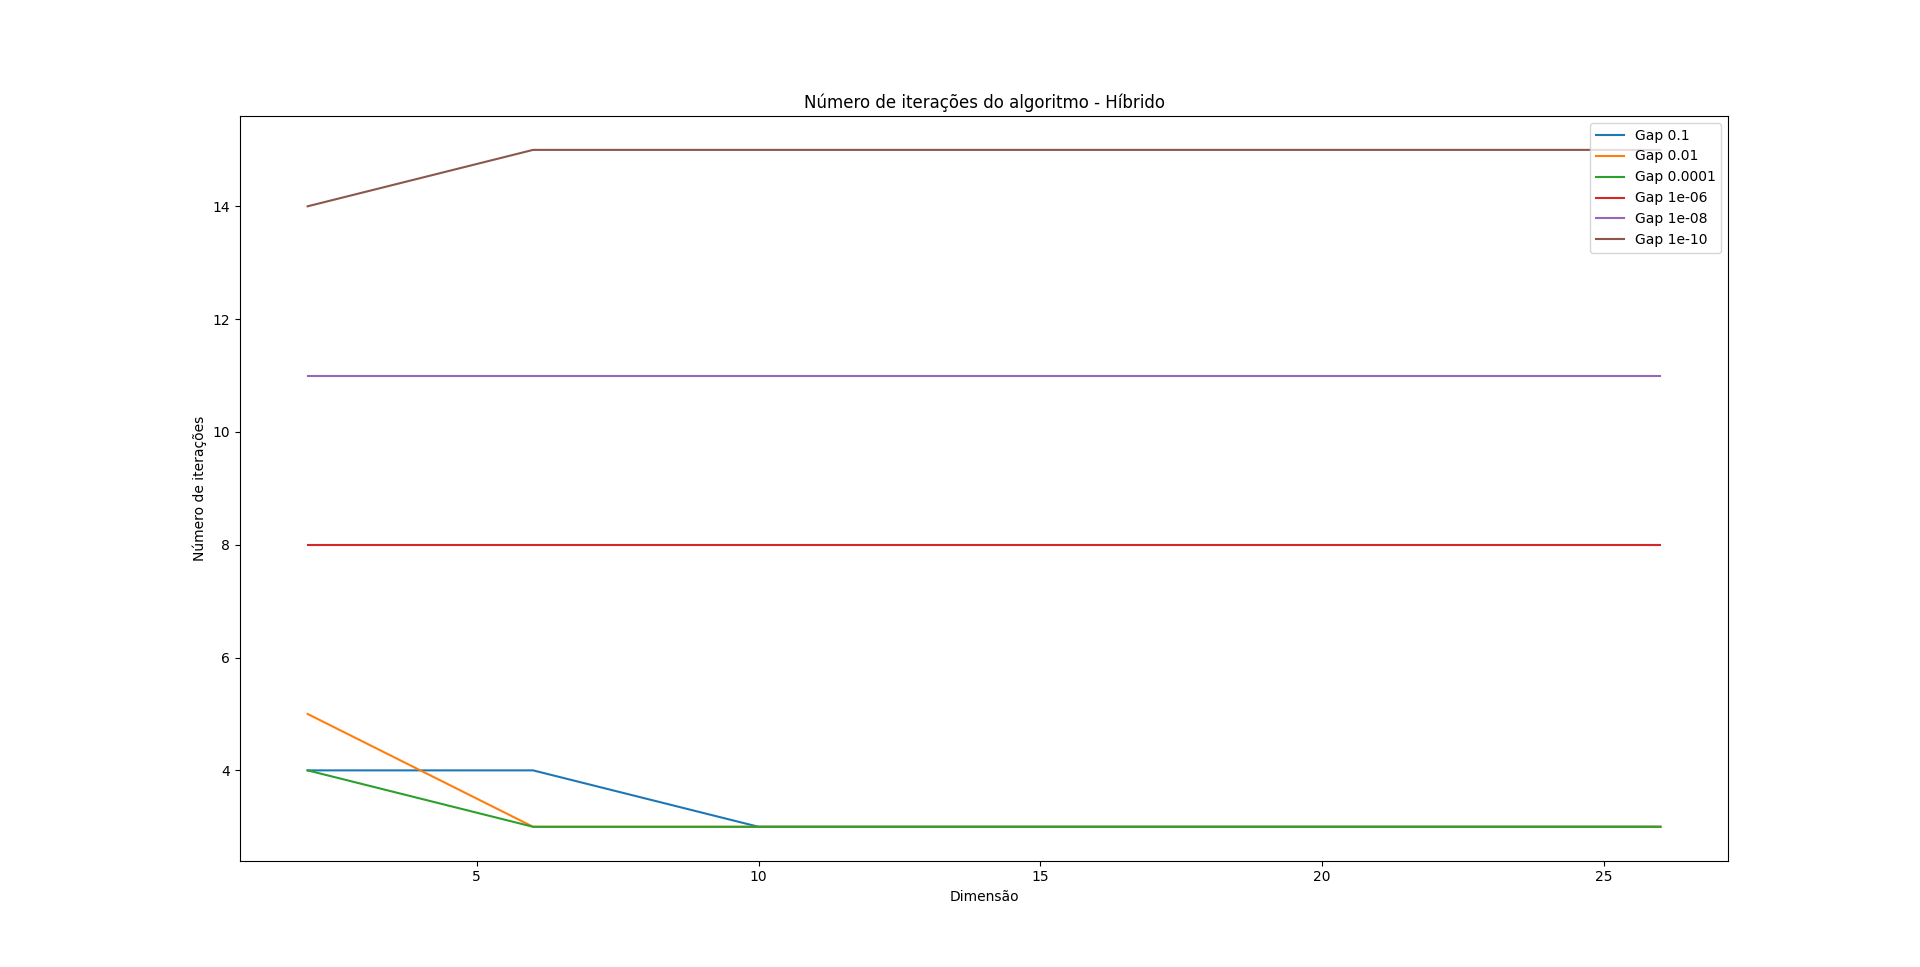 Número de iterações do algoritmo - Híbrido
Gap 0.1
Gap 0.01
Gap 0.0001
Gap 1e-06
Gap 1e-08
Gap 1e-10
14
12
10
8
6
4
Número de iterações
5
10
15
20
25
Dimensão